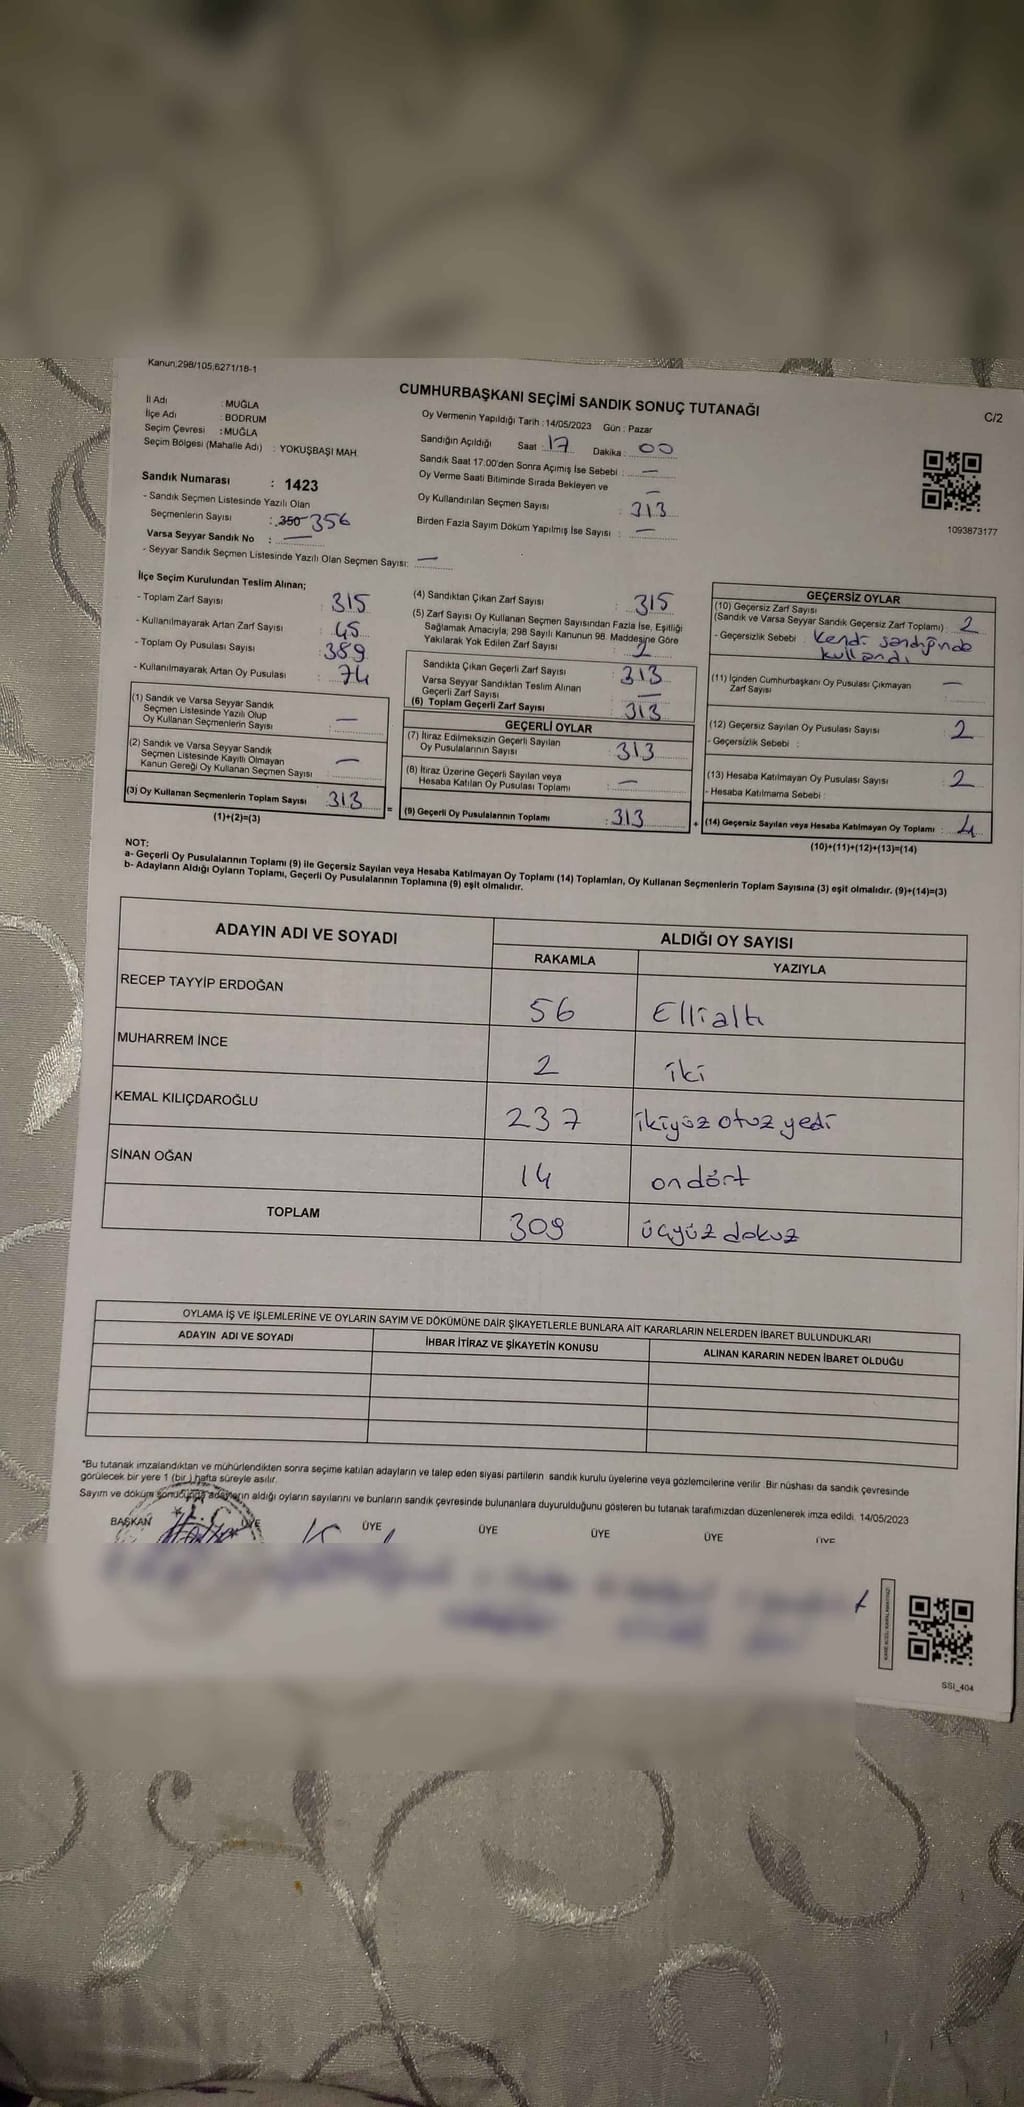 Kanun;298/105,6271/18-1
CUMHURBAŞKANI SEÇİMİ SANDIK SONUÇ TUTANAĞI
C/2
İl Adı : MUĞLA
İlçe Adı : BODRUM
Seçim Çevresi : MUĞLA
Seçim Bölgesi (Mahalle Adı) : YOKUŞBAŞI MAH.
Oy Vermenin Yapıldığı Tarih : 14/05/2023 Gün : Pazar
Sandığın Açıldığı Saat : 17 Dakika : 00
Sandık Saat 17:00'den Sonra Açımış İse Sebebi : —
Oy Verme Saati Bitiminde Sırada Bekleyen ve
Oy Kullandırılan Seçmen Sayısı —
313
Birden Fazla Sayım Döküm Yapılmış İse Sayısı : —
1093873177
Sandık Numarası : 1423
- Sandık Seçmen Listesinde Yazılı Olan
Seçmenlerin Sayısı : 350 356
Varsa Seyyar Sandık No : —
- Seyyar Sandık Seçmen Listesinde Yazılı Olan Seçmen Sayısı: —
İlçe Seçim Kurulundan Teslim Alınan;
- Toplam Zarf Sayısı : 315
- Kullanılmayarak Artan Zarf Sayısı : 45
- Toplam Oy Pusulası Sayısı : 389
- Kullanılmayarak Artan Oy Pusulası : 74
(1) Sandık ve Varsa Seyyar Sandık
Seçmen Listesinde Yazılı Olup
Oy Kullanan Seçmenlerin Sayısı —
(2) Sandık ve Varsa Seyyar Sandık
Seçmen Listesinde Kayıtlı Olmayan
Kanun Gereği Oy Kullanan Seçmen Sayısı —
(3) Oy Kullanan Seçmenlerin Toplam Sayısı : 313
(1)+(2)=(3)
(4) Sandıktan Çıkan Zarf Sayısı : 315
(5) Zarf Sayısı Oy Kullanan Seçmen Sayısından Fazla İse, Eşitliği
Sağlamak Amacıyla; 298 Sayılı Kanunun 98. Maddesine Göre
Yakılarak Yok Edilen Zarf Sayısı : 2
Sandıkta Çıkan Geçerli Zarf Sayısı : 313
Varsa Seyyar Sandıktan Teslim Alınan
Geçerli Zarf Sayısı —
(6) Toplam Geçerli Zarf Sayısı : 313
GEÇERLİ OYLAR
(7) İtiraz Edilmeksizin Geçerli Sayılan
Oy Pusulalarının Sayısı : 313
(8) İtiraz Üzerine Geçerli Sayılan veya
Hesaba Katılan Oy Pusulası Toplamı : —
= (9) Geçerli Oy Pusulalarının Toplamı : 313
GEÇERSİZ OYLAR
(10) Geçersiz Zarf Sayısı
(Sandık ve Varsa Seyyar Sandık Geçersiz Zarf Toplamı) : 2
- Geçersizlik Sebebi : Kendi sandığında
kullandı
(11) İçinden Cumhurbaşkanı Oy Pusulası Çıkmayan
Zarf Sayısı —
(12) Geçersiz Sayılan Oy Pusulası Sayısı : 2
- Geçersizlik Sebebi :
(13) Hesaba Katılmayan Oy Pusulası Sayısı : 2
- Hesaba Katılmama Sebebi :
+ (14) Geçersiz Sayılan veya Hesaba Katılmayan Oy Toplamı : 4
(10)+(11)+(12)+(13)=(14)
NOT:
a- Geçerli Oy Pusulalarının Toplamı (9) ile Geçersiz Sayılan veya Hesaba Katılmayan Oy Toplamı (14) Toplamları, Oy Kullanan Seçmenlerin Toplam Sayısına (3) eşit olmalıdır. (9)+(14)=(3)
b- Adayların Aldığı Oyların Toplamı, Geçerli Oy Pusulalarının Toplamına (9) eşit olmalıdır.
ADAYIN ADI VE SOYADI
ALDIĞI OY SAYISI
RAKAMLA YAZIYLA
RECEP TAYYİP ERDOĞAN 56 Ellialtı
MUHARREM İNCE 2 iki
KEMAL KILIÇDAROĞLU 237 ikiyüz otuz yedi
SİNAN OĞAN 14 ondört
TOPLAM 309 üçyüz dokuz
OYLAMA İŞ VE İŞLEMLERİNE VE OYLARIN SAYIM VE DÖKÜMÜNE DAİR ŞİKAYETLERLE BUNLARA AİT KARARLARIN NELERDEN İBARET BULUNDUKLARI
ADAYIN ADI VE SOYADI İHBAR İTİRAZ VE ŞİKAYETİN KONUSU ALINAN KARARIN NEDEN İBARET OLDUĞU
*Bu tutanak imzalandıktan ve mühürlendikten sonra seçime katılan adayların ve talep eden siyasi partilerin sandık kurulu üyelerine veya gözlemcilerine verilir. Bir nüshası da sandık çevresinde
görülecek bir yere 1 (bir) hafta süreyle asılır.
Sayım ve döküm sonucunda adayların aldığı oyların sayılarını ve bunların sandık çevresinde bulunanlara duyurulduğunu gösteren bu tutanak tarafımızdan düzenlenerek imza edildi. 14/05/2023
BAŞKAN ÜYE ÜYE ÜYE ÜYE ÜYE ÜYE
SSI_404